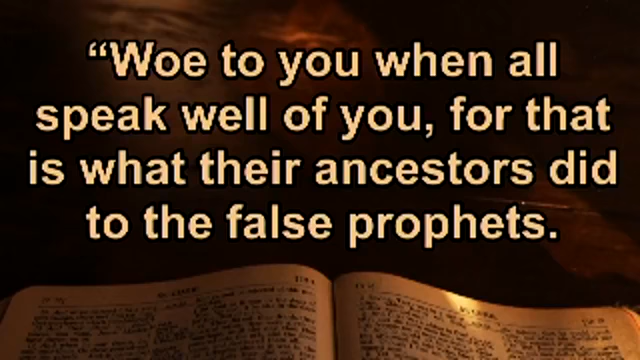 “Woe to you when all
speak well of you, for that
is what their ancestors did
to the false prophets.